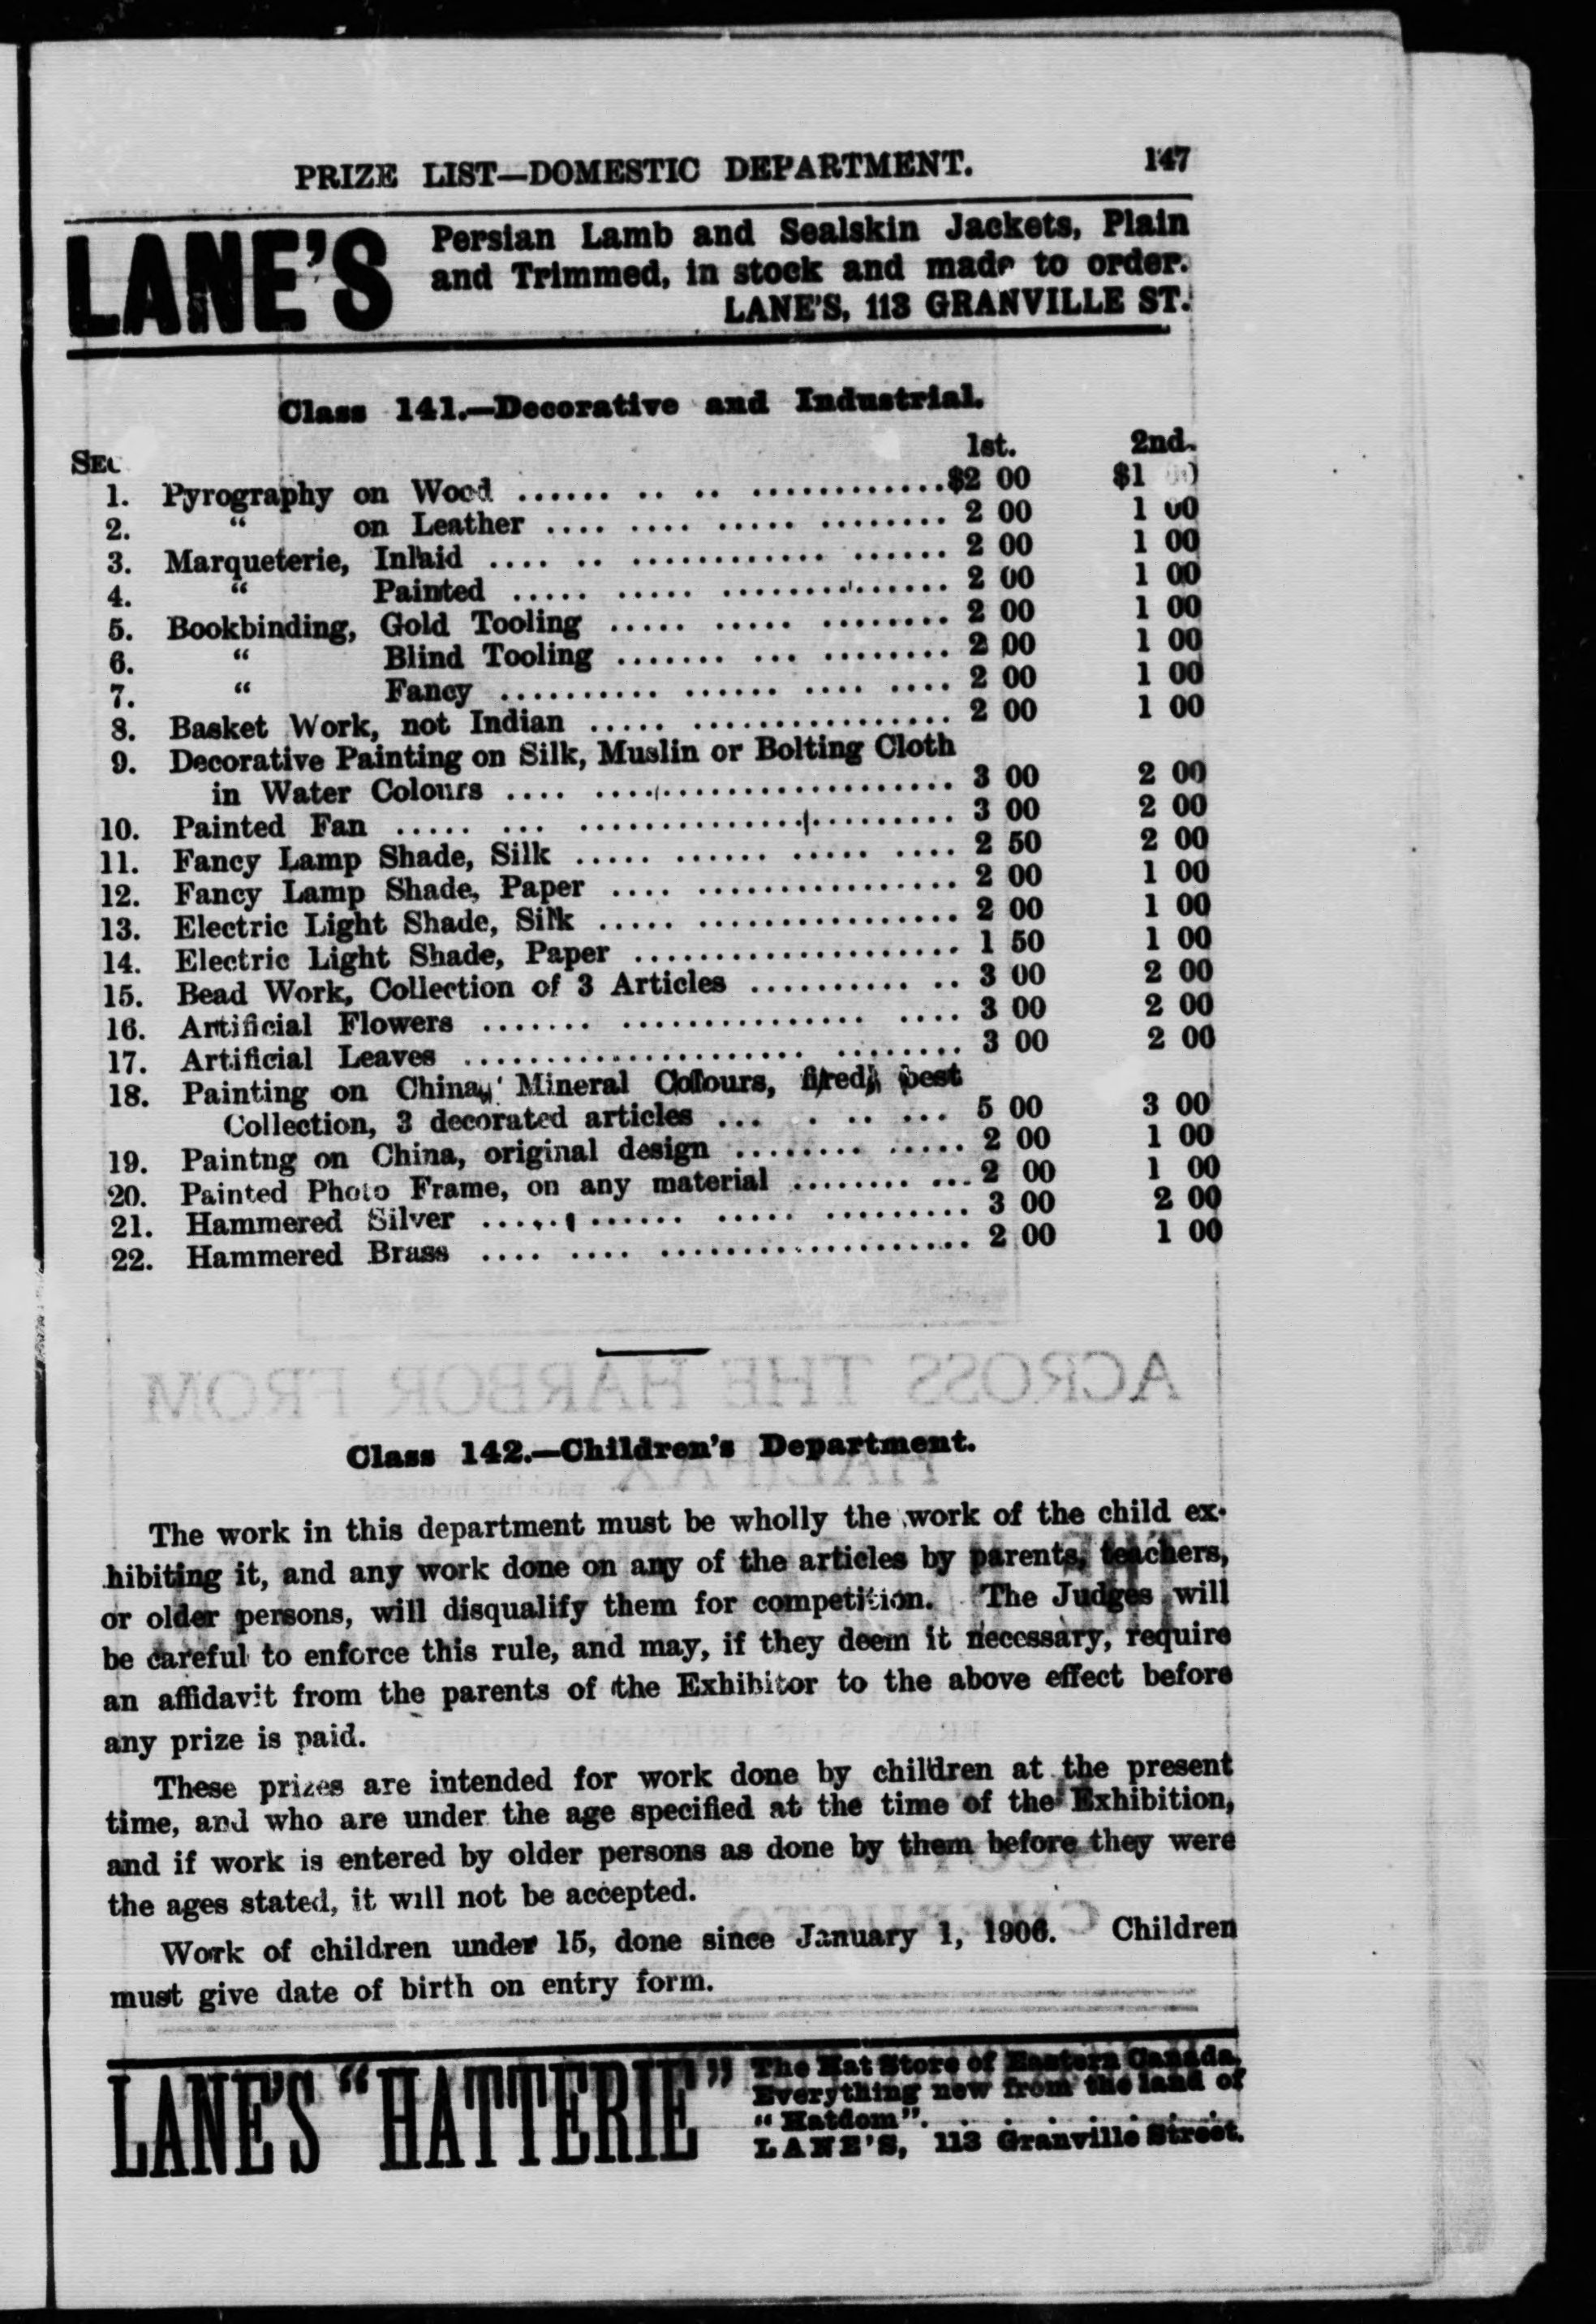 PRIZE LIST—DOMESTIC DEPARTMENT. 147
LANE'S
Persian Lamb and Sealskin Jackets, Plain
and Trimmed, in stock and made to order.
LANE'S, 113 GRANVILLE ST.
Class 141.—Decorative and Industrial.
SEC 1st. 2nd.
1. Pyrography on Wood ...... .. .. .............$2 00 $1 00
2. “ on Leather .... .... ..... ........ 2 00 1 00
3. Marqueterie, Inlaid .... .. ............ ...... 2 00 1 00
4. “ Painted ..... ..... .............. 2 00 1 00
5. Bookbinding, Gold Tooling ..... ..... ........ 2 00 1 00
6. “ Blind Tooling ....... ... ........ 2 00 1 00
7. “ Fancy .......... ...... .... .... 2 00 1 00
8. Basket Work, not Indian ..... ................ 2 00 1 00
9. Decorative Painting on Silk, Muslin or Bolting Cloth
in Water Colours .... ...................... 3 00 2 00
10. Painted Fan ..... ... ....................... 3 00 2 00
11. Fancy Lamp Shade, Silk ..... ...... ..... .... 2 50 2 00
12. Fancy Lamp Shade, Paper .... ................ 2 00 1 00
13. Electric Light Shade, Silk ..... ................ 2 00 1 00
14. Electric Light Shade, Paper .................... 1 50 1 00
15. Bead Work, Collection of 3 Articles .......... .. 3 00 2 00
16. Artificial Flowers ....... ............... .... 3 00 2 00
17. Artificial Leaves ..................... ........ 3 00 2 00
18. Painting on China, Mineral Colours, fired, best
Collection, 3 decorated articles ... . .. ... 5 00 3 00
19. Paintng on China, original design ......... ..... 2 00 1 00
20. Painted Photo Frame, on any material ........ ... 2 00 1 00
21. Hammered Silver ............ ..... ......... 3 00 2 00
22. Hammered Brass .... .... ................... 2 00 1 00
Class 142.—Children's Department.
The work in this department must be wholly the work of the child ex-
hibiting it, and any work done on any of the articles by parents, teachers,
or older persons, will disqualify them for competition. The Judges will
be careful to enforce this rule, and may, if they deem it necessary, require
an affidavit from the parents of the Exhibitor to the above effect before
any prize is paid.
These prizes are intended for work done by children at the present
time, and who are under the age specified at the time of the Exhibition,
and if work is entered by older persons as done by them before they were
the ages stated, it will not be accepted.
Work of children under 15, done since January 1, 1906. Children
must give date of birth on entry form.
LANE'S “HATTERIE”
The Hat Store of Eastern Canada.
Everything new from the land of
“Hatdom”.
LANE'S, 113 Granville Street.